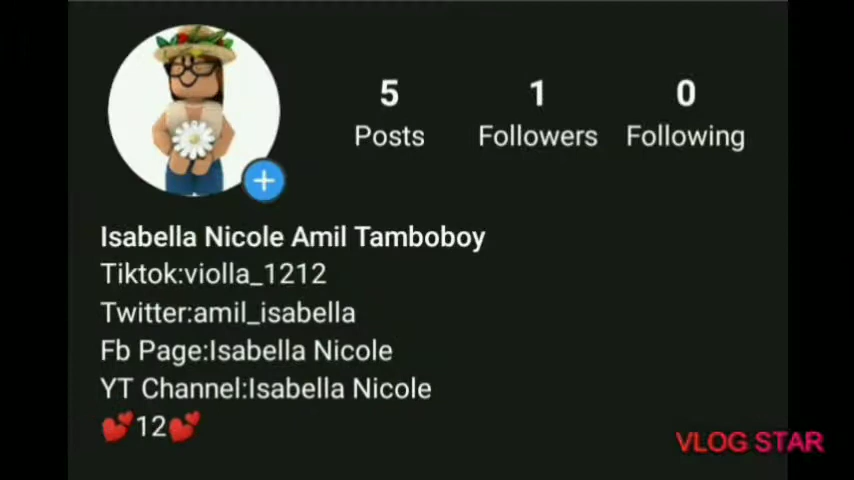 5 1 0
Posts Followers Following
Isabella Nicole Amil Tamboboy
Tiktok:violla_1212
Twitter:amil_isabella
Fb Page:Isabella Nicole
YT Channel:Isabella Nicole
💕12💕
VLOG STAR